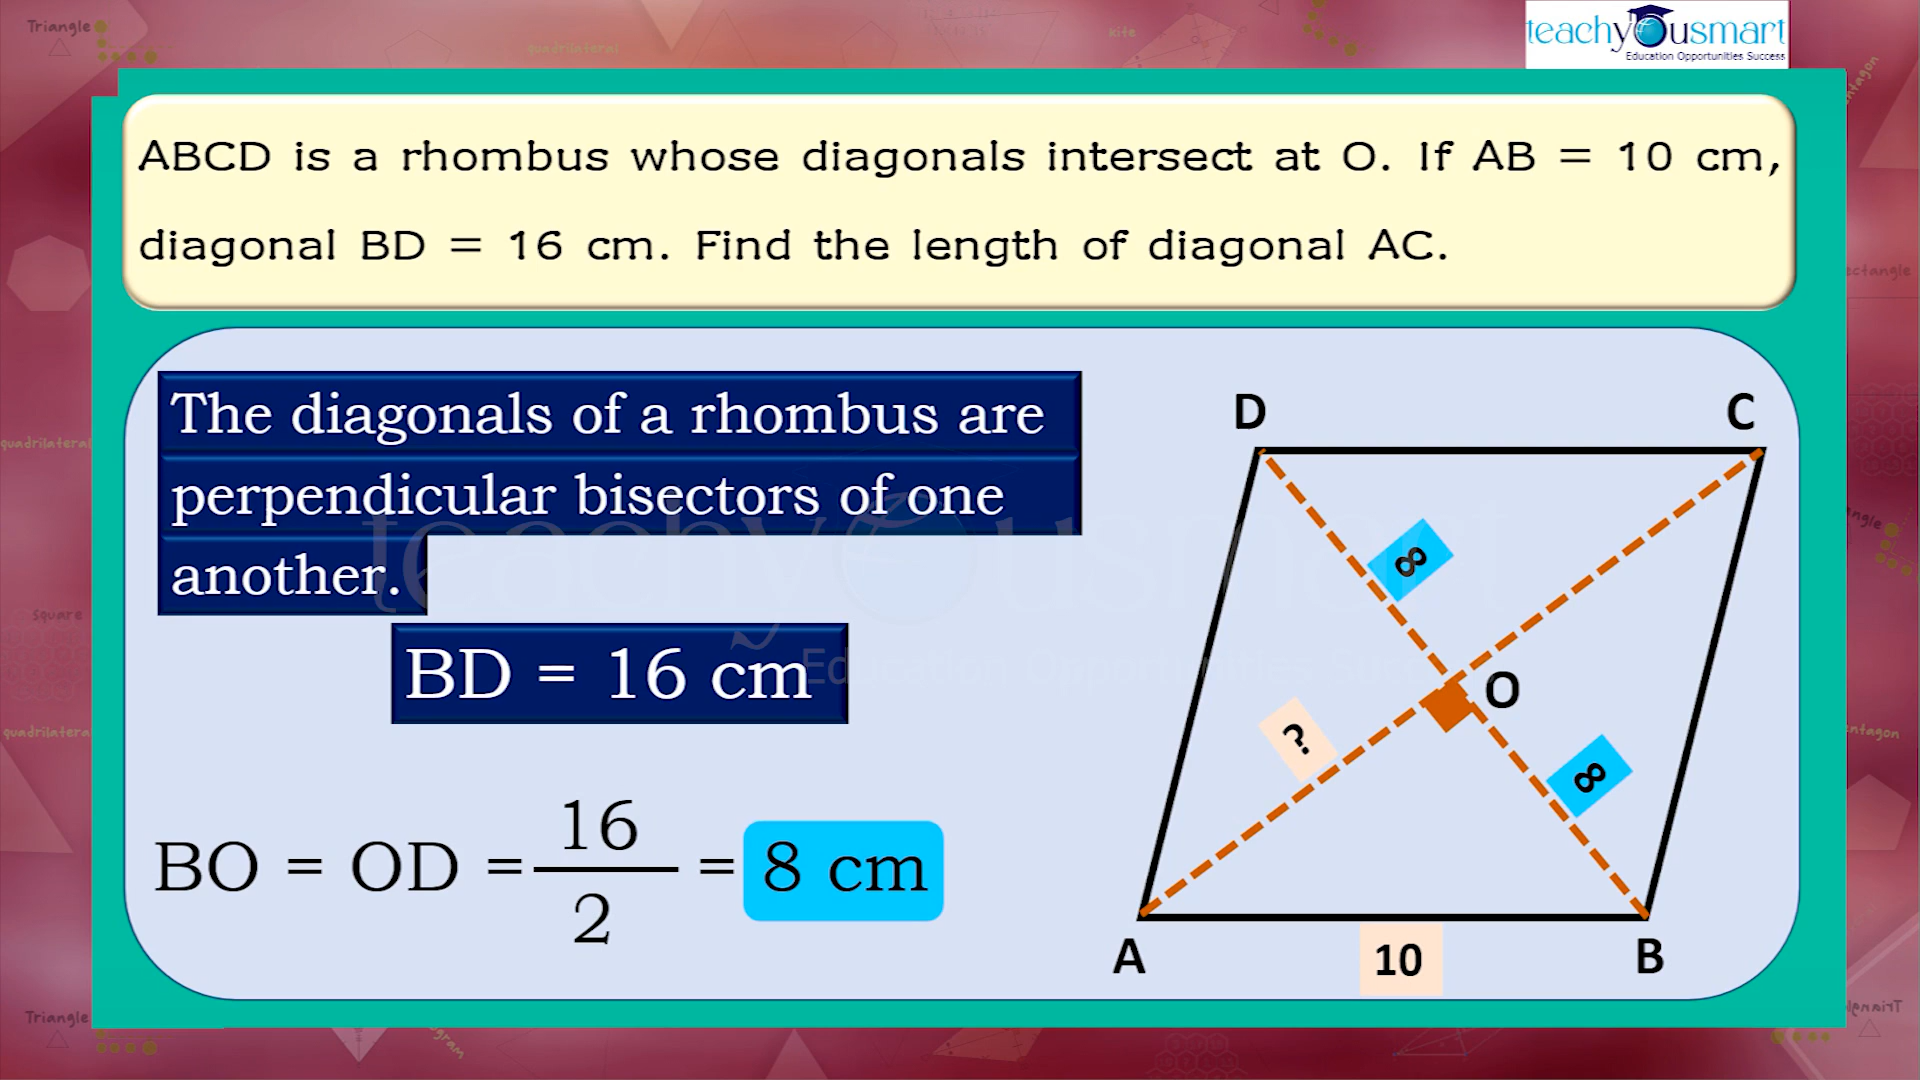 Triangle
quadrilateral
kite
teachyousmart
Education Opportunities Success
ABCD is a rhombus whose diagonals intersect at O. If AB = 10 cm,
diagonal BD = 16 cm. Find the length of diagonal AC.
The diagonals of a rhombus are
perpendicular bisectors of one
another.
BD = 16 cm
BO = OD = 16/2 = 8 cm
D
C
8
O
?
8
A
B
10
quadrilateral
square
Triangle